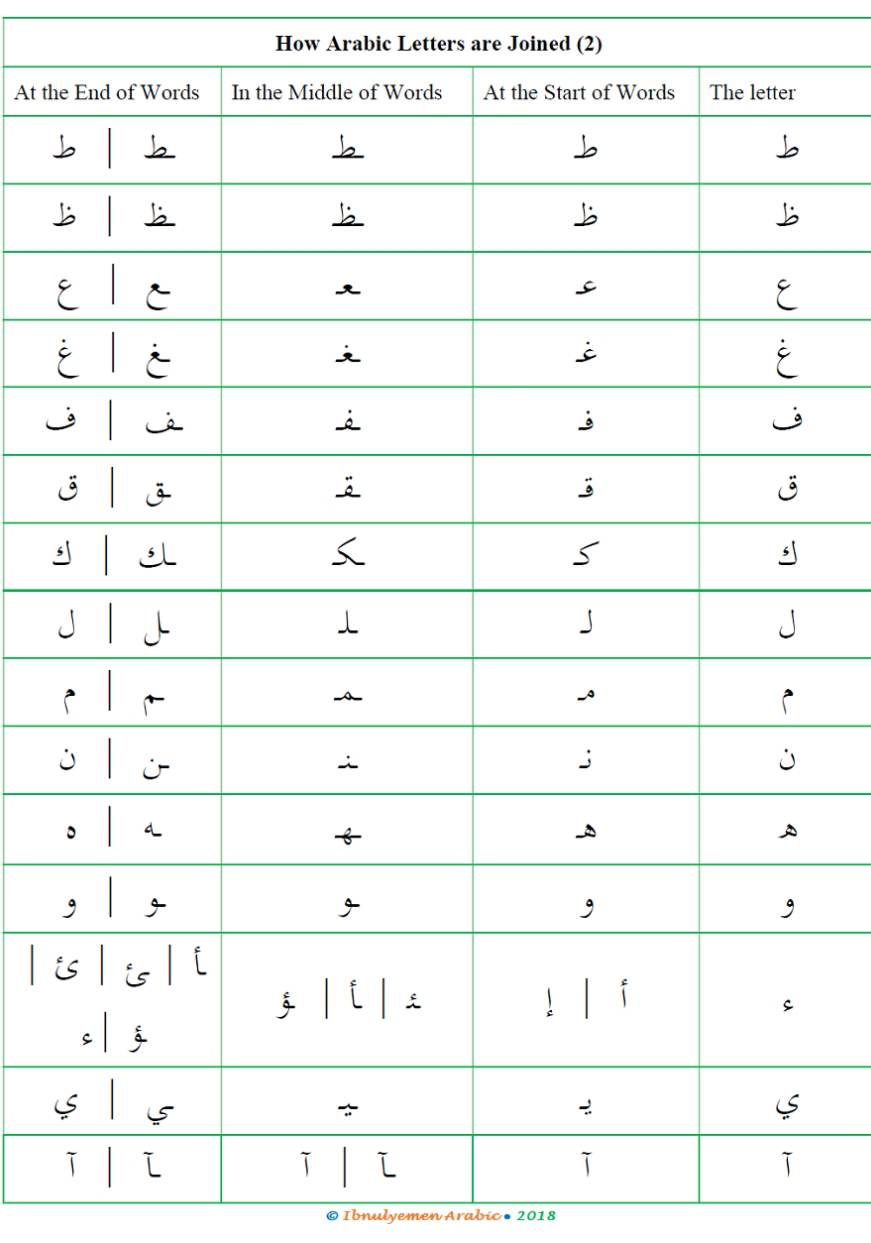 How Arabic Letters are Joined (2)
At the End of Words | In the Middle of Words | At the Start of Words | The letter
ط | ـط ـطـ ط ط
ظ | ـظ ـظـ ظ ظ
ع | ـع ـعـ عـ ع
غ | ـغ ـغـ غـ غ
ف | ـف ـفـ فـ ف
ق | ـق ـقـ قـ ق
ك | ـك ـكـ كـ ك
ل | ـل ـلـ لـ ل
م | ـم ـمـ مـ م
ن | ـن ـنـ نـ ن
ه | ـه ـهـ هـ هـ
و | ـو ـو و و
| ئ | ـئ | ـأ ـؤ | ـأ | ـئـ إ | أ ء
ء | ـؤ
ي | ـي ـيـ يـ ي
آ | ـآ آ | ـآ آ آ
© Ibnulyemen Arabic • 2018